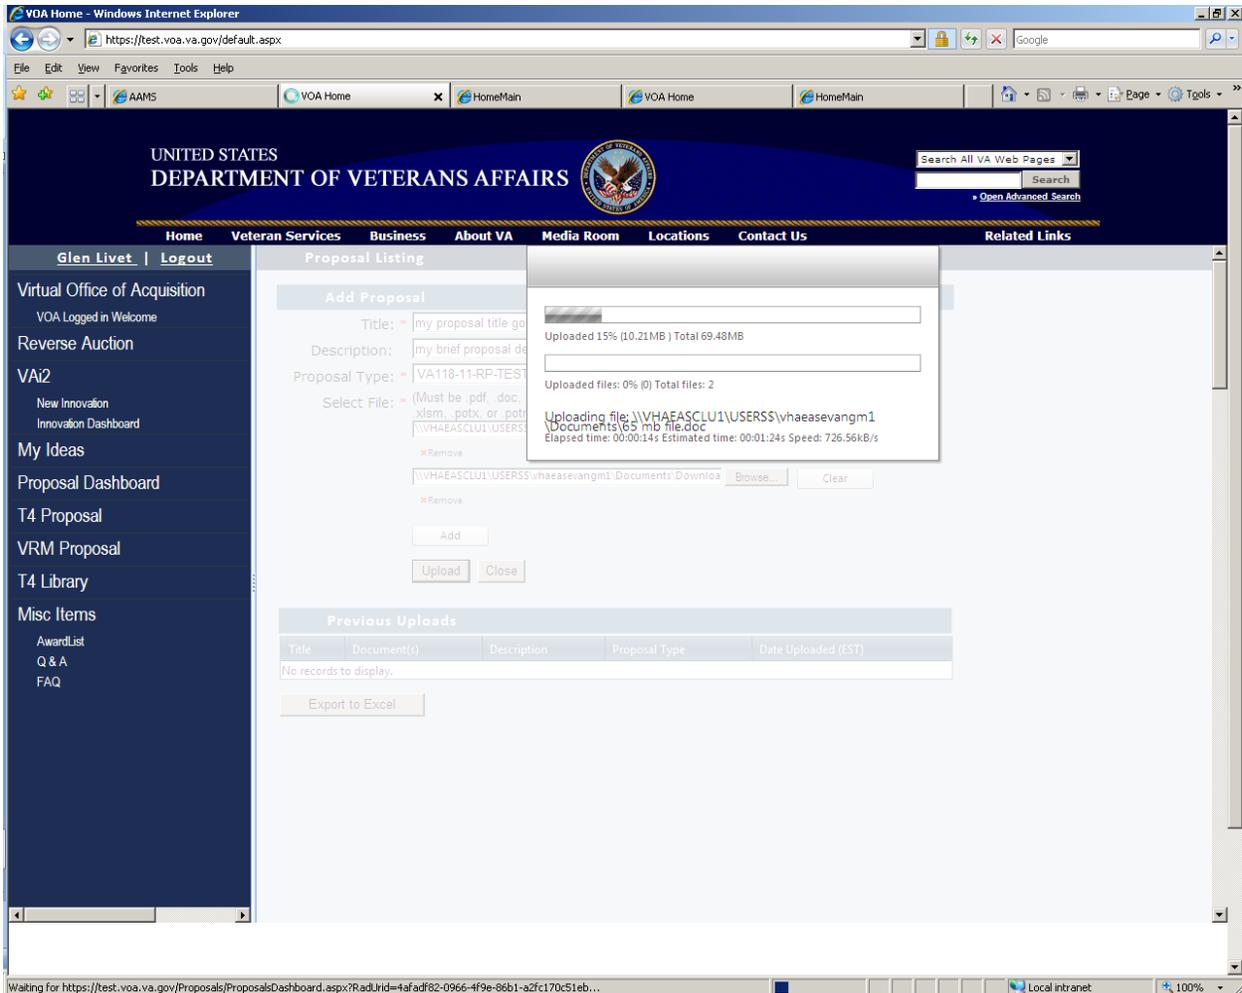 VOA Home - Windows Internet Explorer
https://test.voa.va.gov/default.aspx
Google
File Edit View Favorites Tools Help
AAMS VOA Home HomeMain VOA Home HomeMain Page Tools
UNITED STATES
DEPARTMENT OF VETERANS AFFAIRS
Search All VA Web Pages
Search
» Open Advanced Search
Home Veteran Services Business About VA Media Room Locations Contact Us Related Links
Glen Livet | Logout
Virtual Office of Acquisition
VOA Logged in Welcome
Reverse Auction
VAi2
New Innovation
Innovation Dashboard
My Ideas
Proposal Dashboard
T4 Proposal
VRM Proposal
T4 Library
Misc Items
AwardList
Q & A
FAQ
Proposal Listing
Add Proposal
Title: * my proposal title go
Description: my brief proposal de
Proposal Type: * VA118-11-RP-TEST
Select File: * (Must be .pdf, .doc,
.xlsm, .potx, or .potm
\\VHAEASCLU1\USERS$
×Remove
\\VHAEASCLU1\USERS$\vhaeasevangm1\Documents\Downloa Browse... Clear
×Remove
Add
Upload Close
Uploaded 15% (10.21MB ) Total 69.48MB
Uploaded files: 0% (0) Total files: 2
Uploading file: \\VHAEASCLU1\USERS$\vhaeasevangm1
\Documents\65 mb file.doc
Elapsed time: 00:00:14s Estimated time: 00:01:24s Speed: 726.56kB/s
Previous Uploads
Title Document(s) Description Proposal Type Date Uploaded (EST)
No records to display.
Export to Excel
Waiting for https://test.voa.va.gov/Proposals/ProposalsDashboard.aspx?RadUrid=4afadf82-0966-4f9e-86b1-a2fc170c51eb... Local intranet 100%